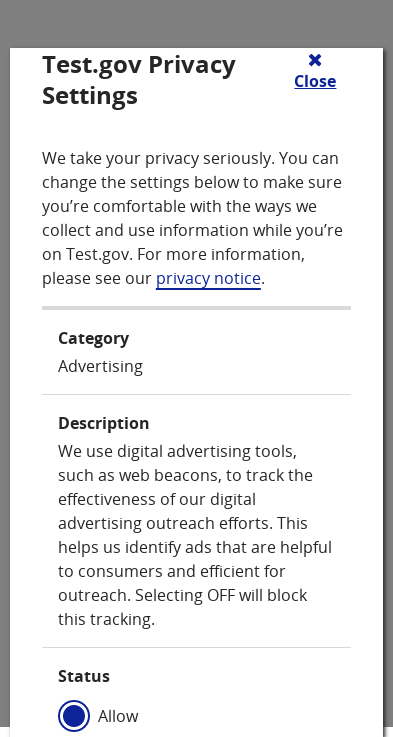 Test.gov Privacy
Settings
✖
Close
We take your privacy seriously. You can
change the settings below to make sure
you’re comfortable with the ways we
collect and use information while you’re
on Test.gov. For more information,
please see our privacy notice.
Category
Advertising
Description
We use digital advertising tools,
such as web beacons, to track the
effectiveness of our digital
advertising outreach efforts. This
helps us identify ads that are helpful
to consumers and efficient for
outreach. Selecting OFF will block
this tracking.
Status
Allow